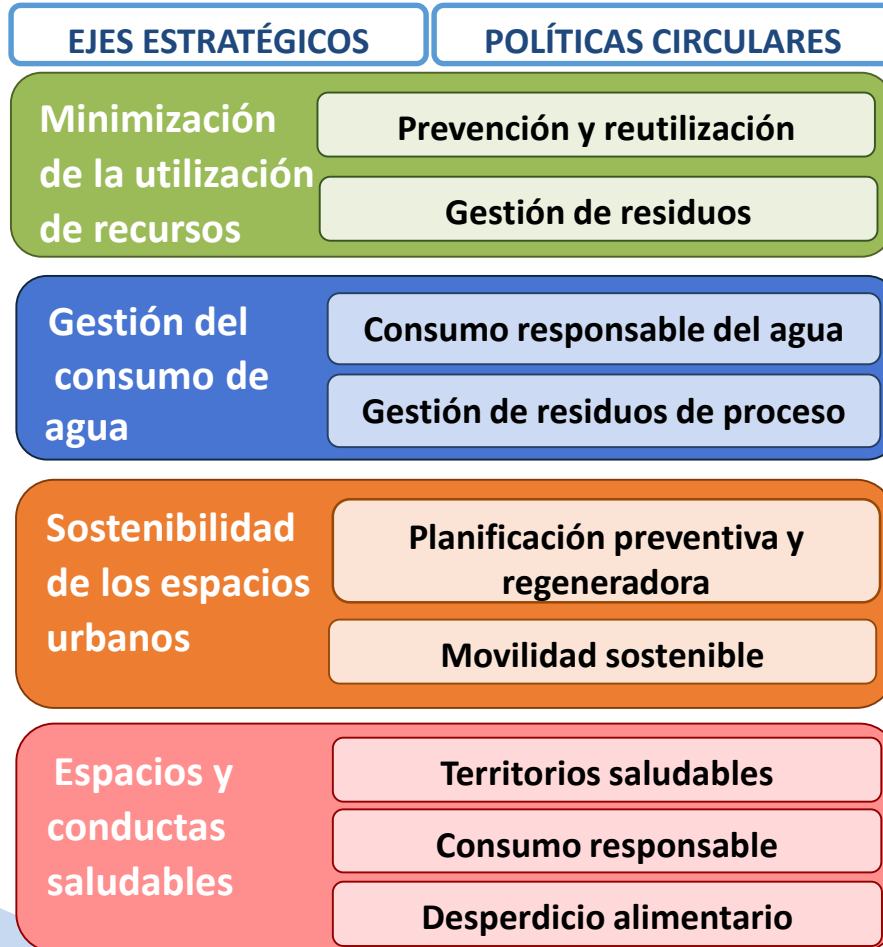 EJES ESTRATÉGICOS
POLÍTICAS CIRCULARES
Minimización
de la utilización
de recursos
Prevención y reutilización
Gestión de residuos
Gestión del
consumo de
agua
Consumo responsable del agua
Gestión de residuos de proceso
Sostenibilidad
de los espacios
urbanos
Planificación preventiva y
regeneradora
Movilidad sostenible
Espacios y
conductas
saludables
Territorios saludables
Consumo responsable
Desperdicio alimentario